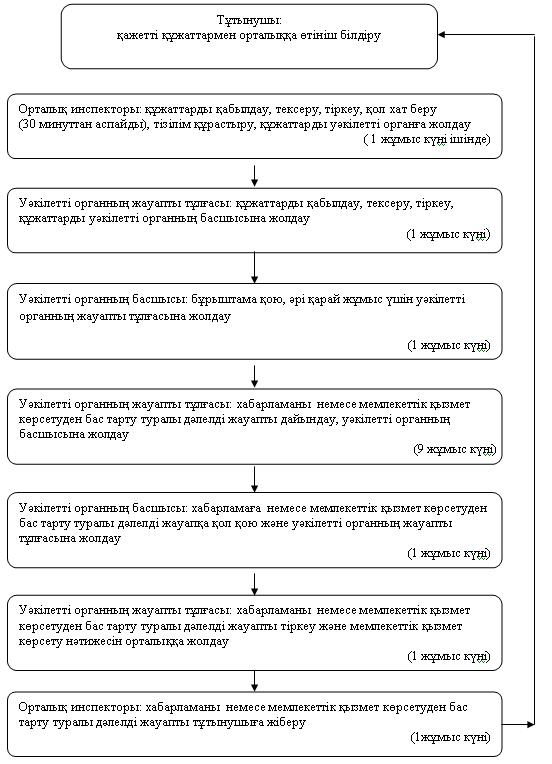 Тұтынушы:
қажетті құжаттармен орталыққа өтініш білдіру
Орталық инспекторы: құжаттарды қабылдау, тексеру, тіркеу, қол хат беру
(30 минуттан аспайды), тізілім құрастыру, құжаттарды уәкілетті органға жолдау
( 1 жұмыс күңі ішінде)
Уәкілетті органның жауапты тұлғасы: құжаттарды қабылдау, тексеру, тіркеу,
құжаттарды уәкілетті органның басшысына жолдау
(1 жұмыс күңі)
Уәкілетті органның басшысы: бұрыштама қою, әрі қарай жұмыс үшін уәкілетті
органның жауапты тұлғасына жолдау
(1 жұмыс күңі)
Уәкілетті органның жауапты тұлғасы: хабарламаны немесе мемлекеттік қызмет
көрсетуден бас тарту туралы дәлелді жауапты дайындау, уәкілетті органның
басшысына жолдау
(9 жұмыс күңі)
Уәкілетті органның басшысы: хабарламаға немесе мемлекеттік қызмет көрсетуден
бас тарту туралы дәлелді жауапқа қол қою және уәкілетті органның жауапты
тұлғасына жолдау
(1 жұмыс күңі)
Уәкілетті органның жауапты тұлғасы: хабарламаны немесе мемлекеттік қызмет
көрсетуден бас тарту туралы дәлелді жауапты тіркеу және мемлекеттік қызмет
көрсету нәтижесін орталыққа жолдау
(1 жұмыс күңі)
Орталық инспекторы: хабарламаны немесе мемлекеттік қызмет көрсетуден бас
тарту туралы дәлелді жауапты тұтынушыға жіберу
(1жұмыс күңі)